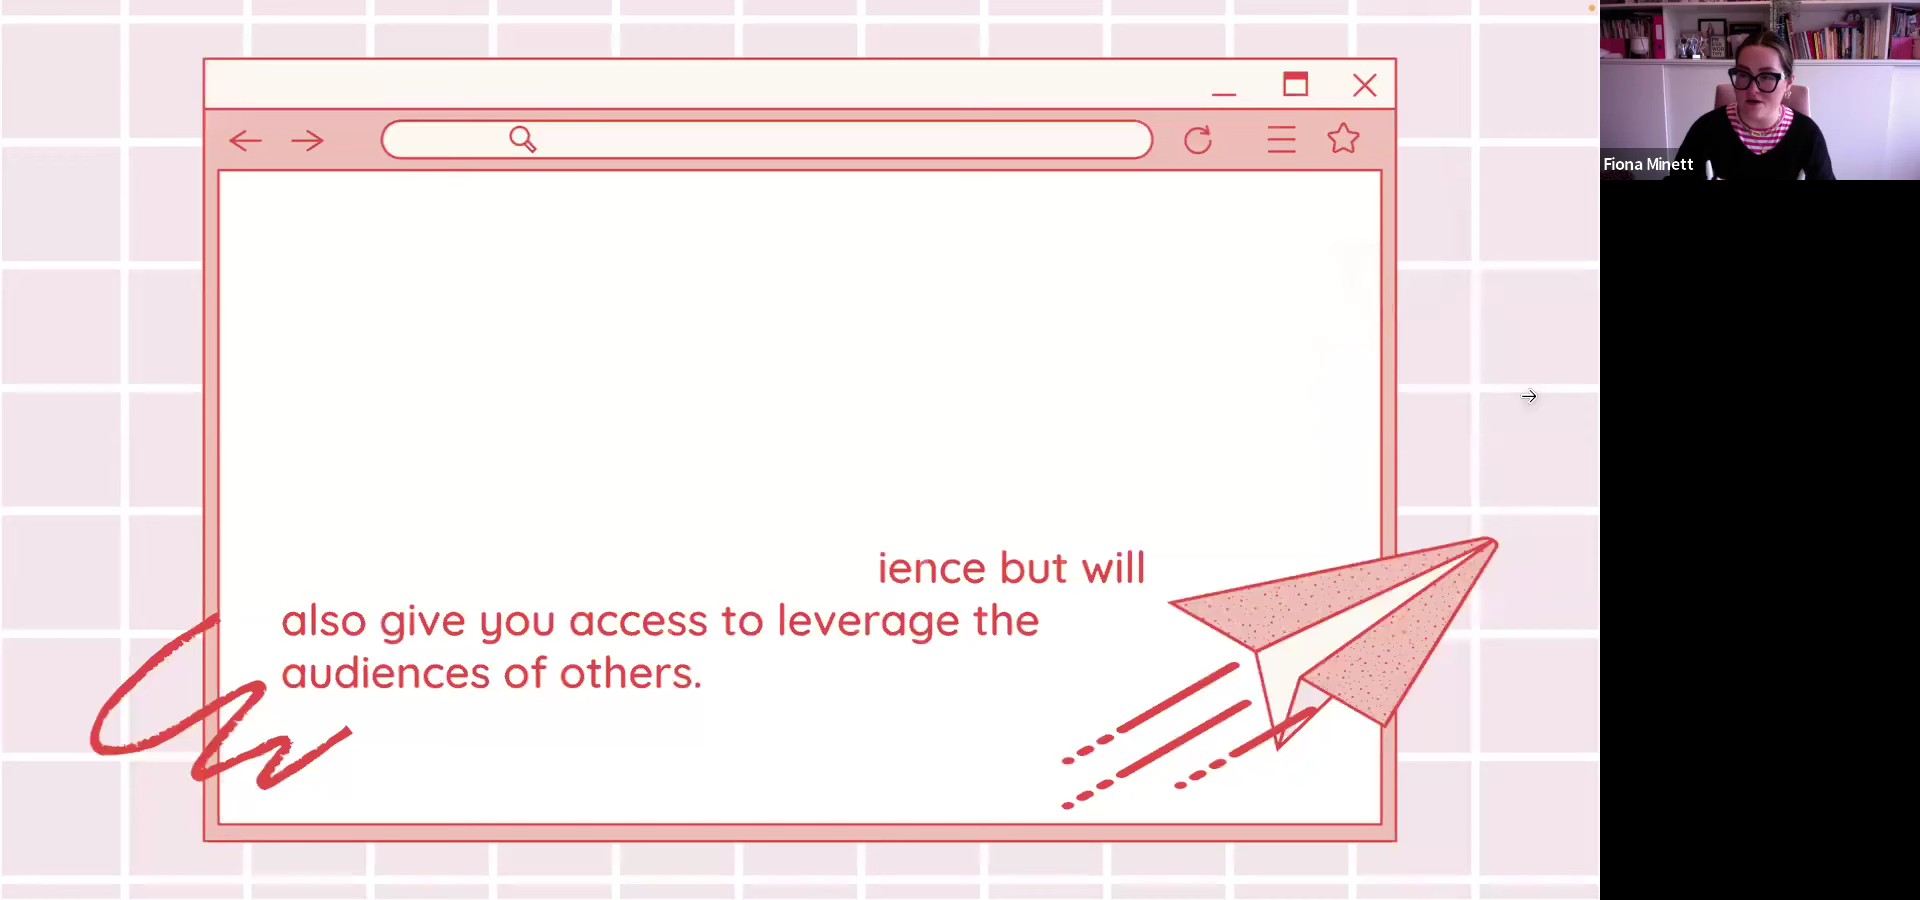 Fiona Minett
ience but will
also give you access to leverage the
audiences of others.